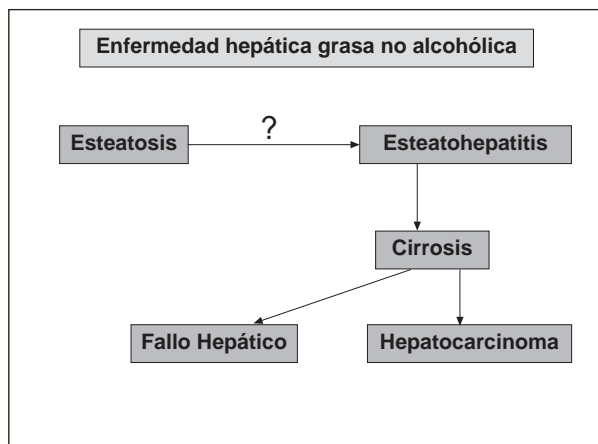 Enfermedad hepática grasa no alcohólica
?
Esteatosis
Esteatohepatitis
Cirrosis
Fallo Hepático
Hepatocarcinoma